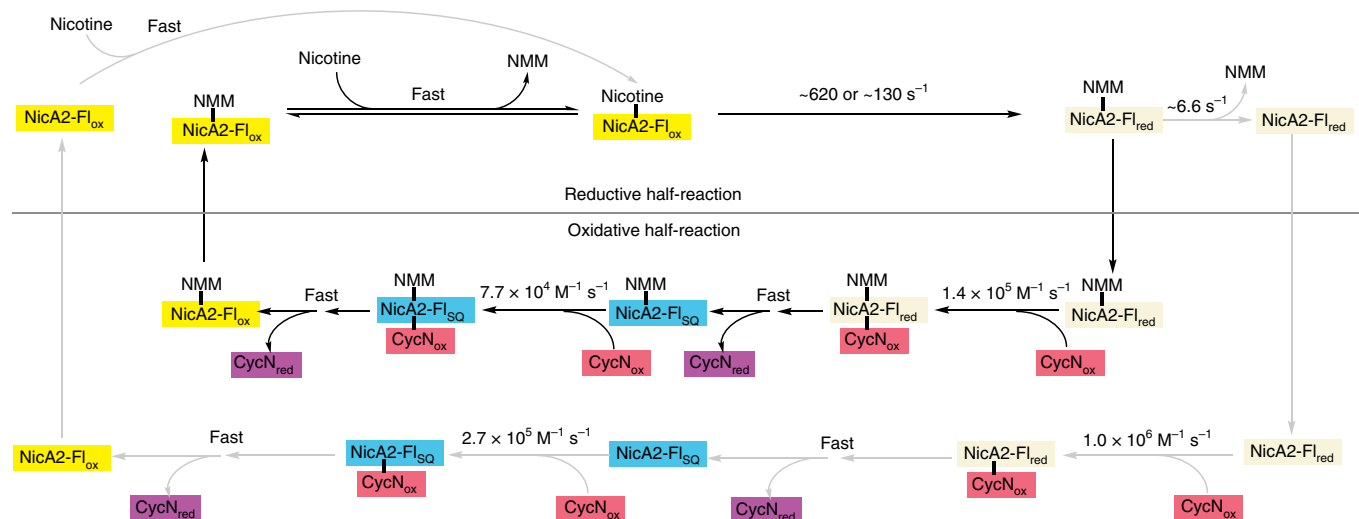 Nicotine
Fast
NicA2-Flox
NMM
NicA2-Flox
Nicotine
Fast
NMM
Nicotine
NicA2-Flox
~620 or ~130 s⁻¹
NMM
NicA2-Flred
~6.6 s⁻¹
NMM
NicA2-Flred
Reductive half-reaction
Oxidative half-reaction
NMM
NicA2-Flox
Fast
CycNred
NMM
NicA2-FlSQ
CycNox
7.7 × 10⁴ M⁻¹ s⁻¹
CycNox
NMM
NicA2-FlSQ
Fast
CycNred
NMM
NicA2-Flred
CycNox
1.4 × 10⁵ M⁻¹ s⁻¹
CycNox
NMM
NicA2-Flred
NicA2-Flox
Fast
CycNred
NicA2-FlSQ
CycNox
2.7 × 10⁵ M⁻¹ s⁻¹
CycNox
NicA2-FlSQ
Fast
CycNred
NicA2-Flred
CycNox
1.0 × 10⁶ M⁻¹ s⁻¹
CycNox
NicA2-Flred